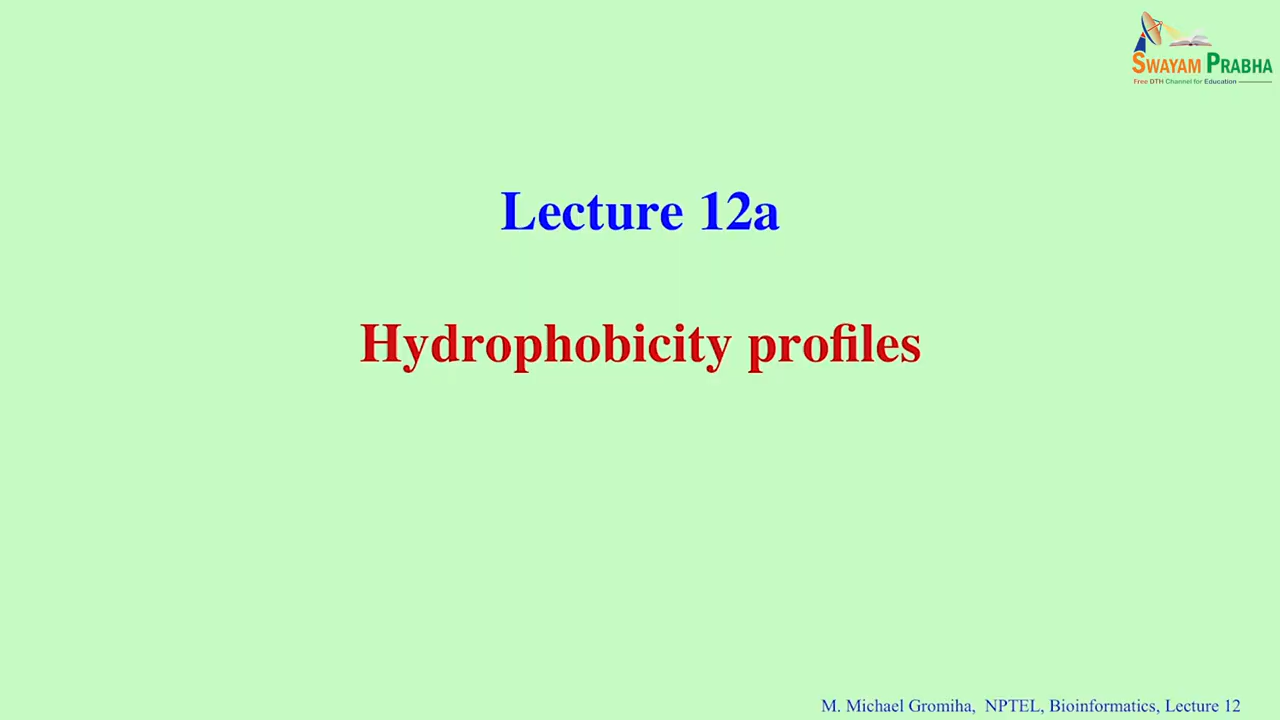 SWAYAM PRABHA
Free DTH Channel for Education
Lecture 12a
Hydrophobicity profiles
M. Michael Gromiha, NPTEL, Bioinformatics, Lecture 12